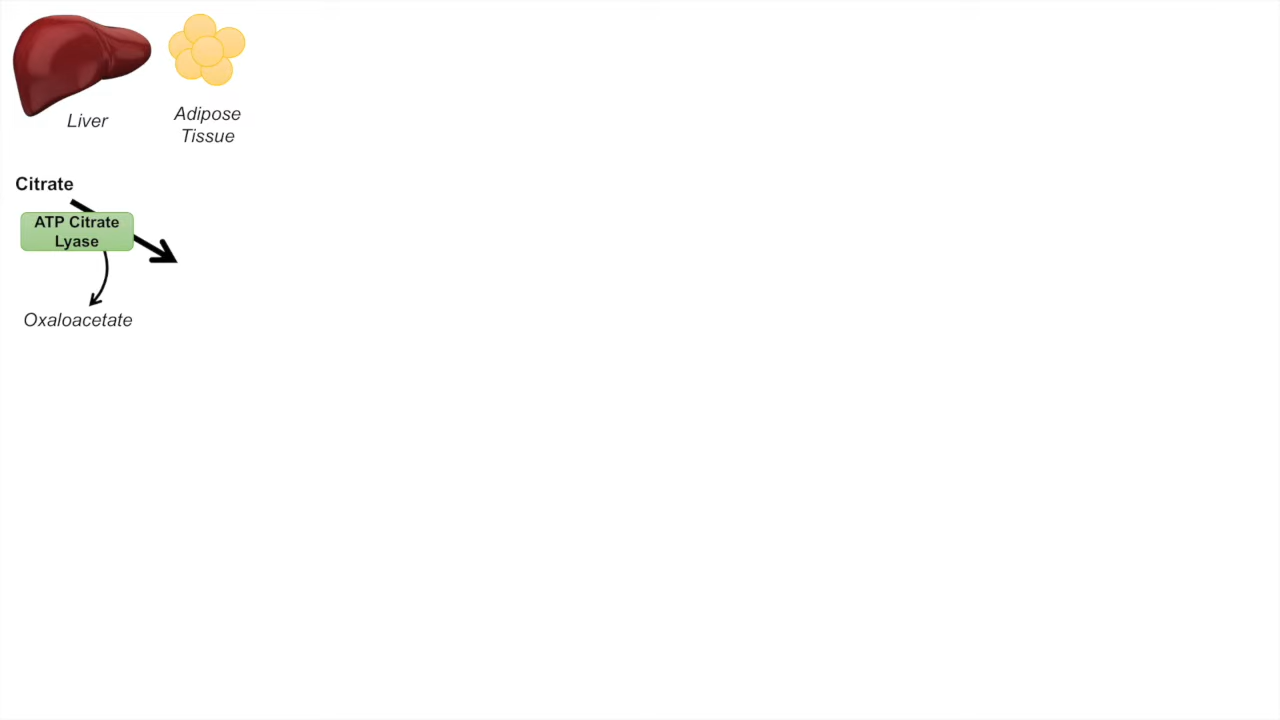 Liver
Adipose
Tissue
Citrate
ATP Citrate
Lyase
Oxaloacetate